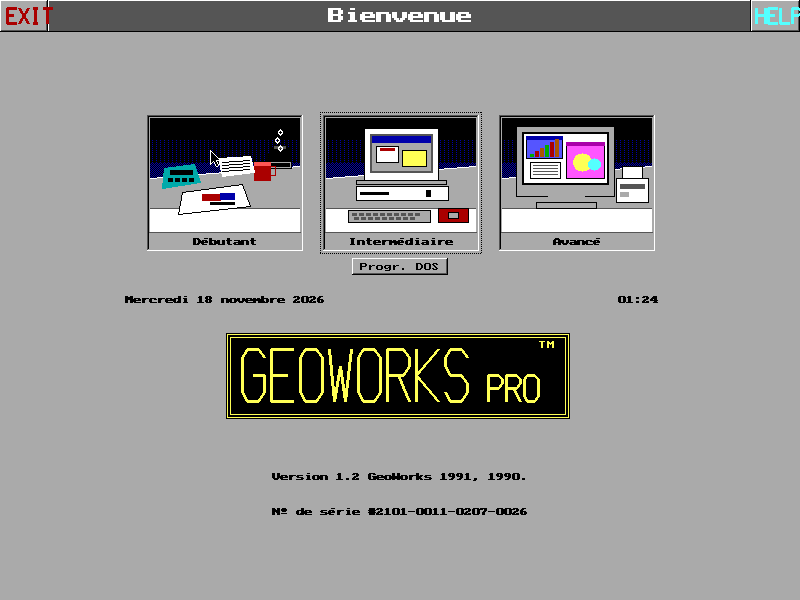 EXIT Bienvenue HELP
Débutant Intermédiaire Avancé
Progr. DOS
Mercredi 18 novembre 2026 01:24
GEOWORKS PRO ™
Version 1.2 GeoWorks 1991, 1990.
Nº de série #2101-0011-0207-0026